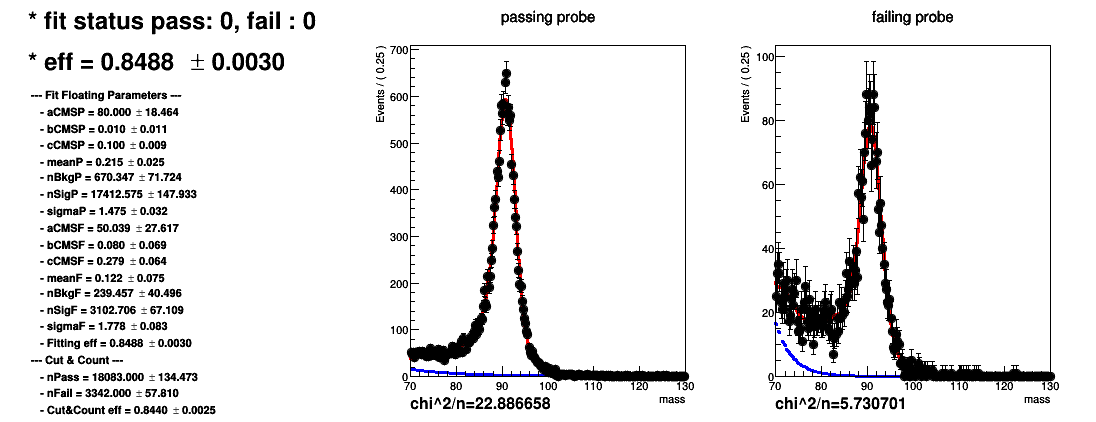 * fit status pass: 0, fail : 0
* eff = 0.8488 ± 0.0030
--- Fit Floating Parameters ---
- aCMSP = 80.000 ± 18.464
- bCMSP = 0.010 ± 0.011
- cCMSP = 0.100 ± 0.009
- meanP = 0.215 ± 0.025
- nBkgP = 670.347 ± 71.724
- nSigP = 17412.575 ± 147.933
- sigmaP = 1.475 ± 0.032
- aCMSF = 50.039 ± 27.617
- bCMSF = 0.080 ± 0.069
- cCMSF = 0.279 ± 0.064
- meanF = 0.122 ± 0.075
- nBkgF = 239.457 ± 40.496
- nSigF = 3102.706 ± 67.109
- sigmaF = 1.778 ± 0.083
- Fitting eff = 0.8488 ± 0.0030
--- Cut & Count ---
- nPass = 18083.000 ± 134.473
- nFail = 3342.000 ± 57.810
- Cut&Count eff = 0.8440 ± 0.0025
passing probe
Events / ( 0.25 )
700
600
500
400
300
200
100
0
70 80 90 100 110 120 130
mass
chi^2/n=22.886658
failing probe
Events / ( 0.25 )
100
80
60
40
20
0
70 80 90 100 110 120 130
mass
chi^2/n=5.730701